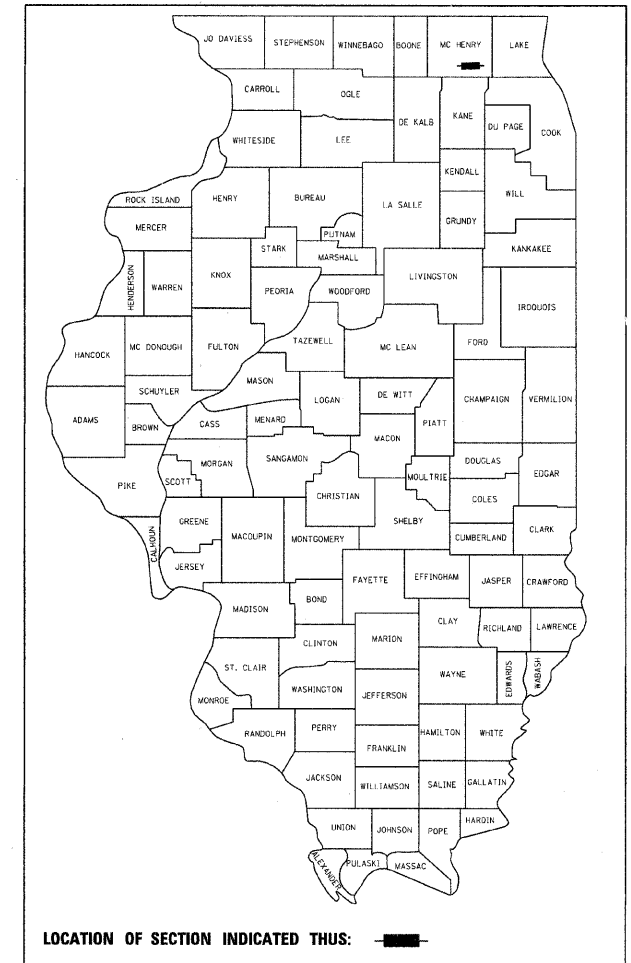 JO DAVIESS
STEPHENSON
WINNEBAGO
BOONE
MC HENRY
LAKE
CARROLL
OGLE
DE KALB
KANE
DU PAGE
COOK
WHITESIDE
LEE
KENDALL
WILL
ROCK ISLAND
HENRY
BUREAU
LA SALLE
GRUNDY
MERCER
PUTNAM
KANKAKEE
STARK
MARSHALL
HENDERSON
WARREN
KNOX
PEORIA
WOODFORD
LIVINGSTON
IROQUOIS
HANCOCK
MC DONOUGH
FULTON
TAZEWELL
MC LEAN
FORD
MASON
SCHUYLER
LOGAN
DE WITT
CHAMPAIGN
VERMILION
ADAMS
BROWN
CASS
MENARD
PIATT
MACON
PIKE
SCOTT
MORGAN
SANGAMON
CHRISTIAN
MOULTRIE
DOUGLAS
EDGAR
COLES
CALHOUN
GREENE
MACOUPIN
MONTGOMERY
SHELBY
CUMBERLAND
CLARK
JERSEY
FAYETTE
EFFINGHAM
JASPER
CRAWFORD
MADISON
BOND
CLAY
RICHLAND
LAWRENCE
CLINTON
MARION
ST. CLAIR
WAYNE
EDWARDS
WABASH
WASHINGTON
JEFFERSON
MONROE
RANDOLPH
PERRY
HAMILTON
WHITE
FRANKLIN
JACKSON
WILLIAMSON
SALINE
GALLATIN
UNION
JOHNSON
POPE
HARDIN
ALEXANDER
PULASKI
MASSAC
LOCATION OF SECTION INDICATED THUS: